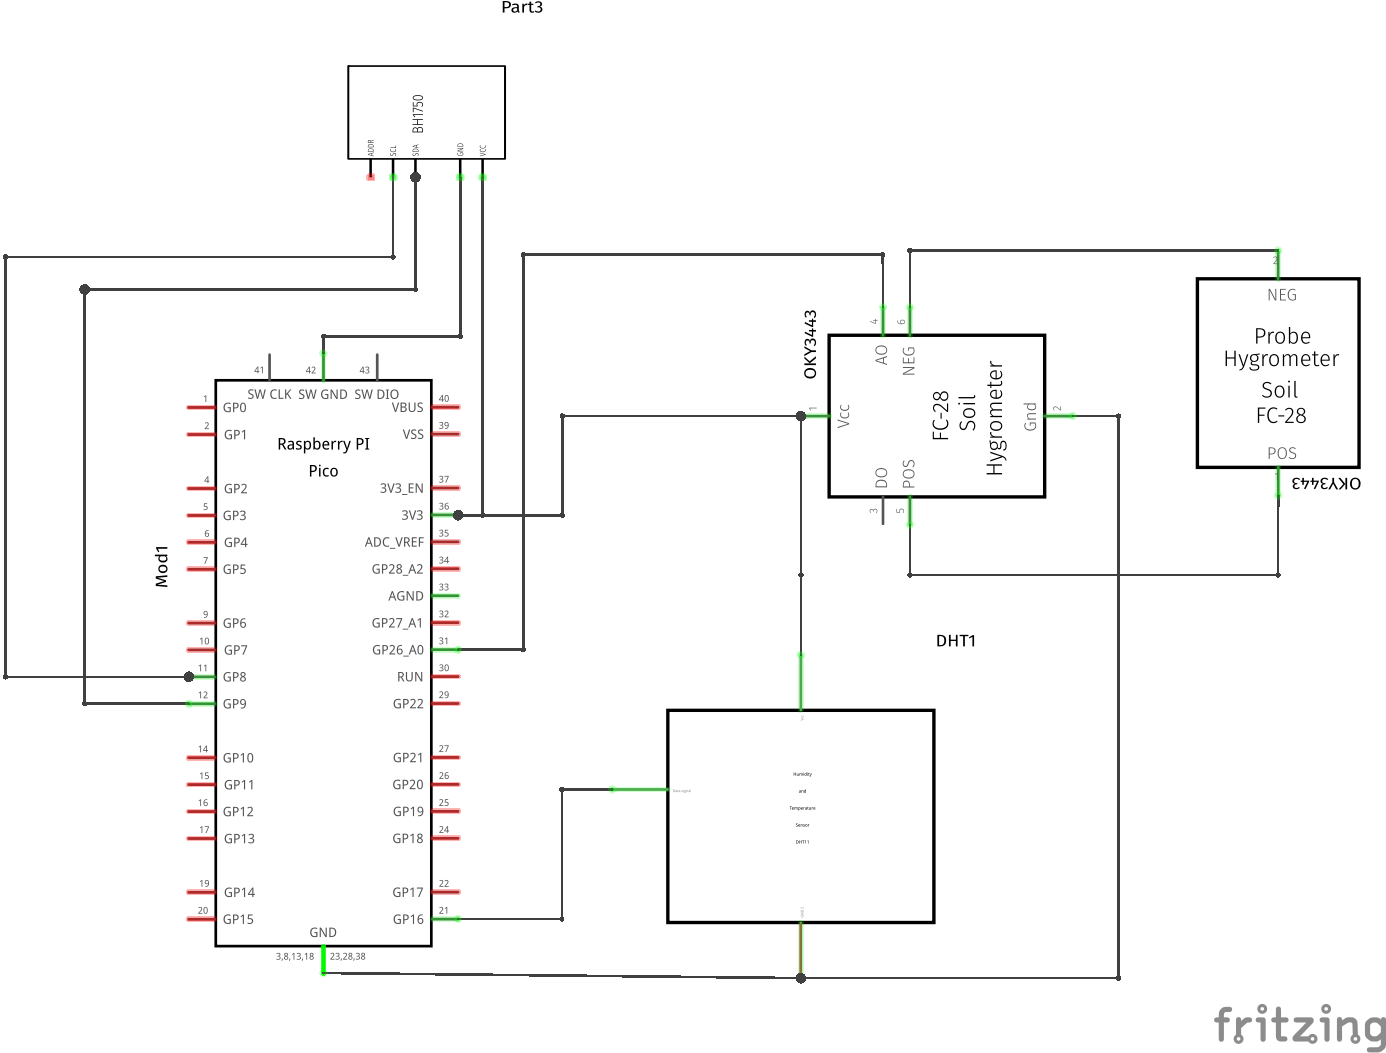 Part3
BH1750
ADDR
SCL
SDA
GND
VCC
41
42
43
SW CLK
SW GND
SW DIO
Raspberry PI
Pico
Mod1
1 GP0
2 GP1
4 GP2
5 GP3
6 GP4
7 GP5
9 GP6
10 GP7
11 GP8
12 GP9
14 GP10
15 GP11
16 GP12
17 GP13
19 GP14
20 GP15
VBUS 40
VSS 39
3V3_EN 37
3V3 36
ADC_VREF 35
GP28_A2 34
AGND 33
GP27_A1 32
GP26_A0 31
RUN 30
GP22 29
GP21 27
GP20 26
GP19 25
GP18 24
GP17 22
GP16 21
GND
3,8,13,18
23,28,38
OKY3443
4
6
AO
NEG
1
Vcc
FC-28
Soil
Hygrometer
Gnd
2
DO
POS
3
5
2
NEG
Probe
Hygrometer
Soil
FC-28
POS
OKY3443
DHT1
Humidity
and
Temperature
Sensor
DHT11
fritzing